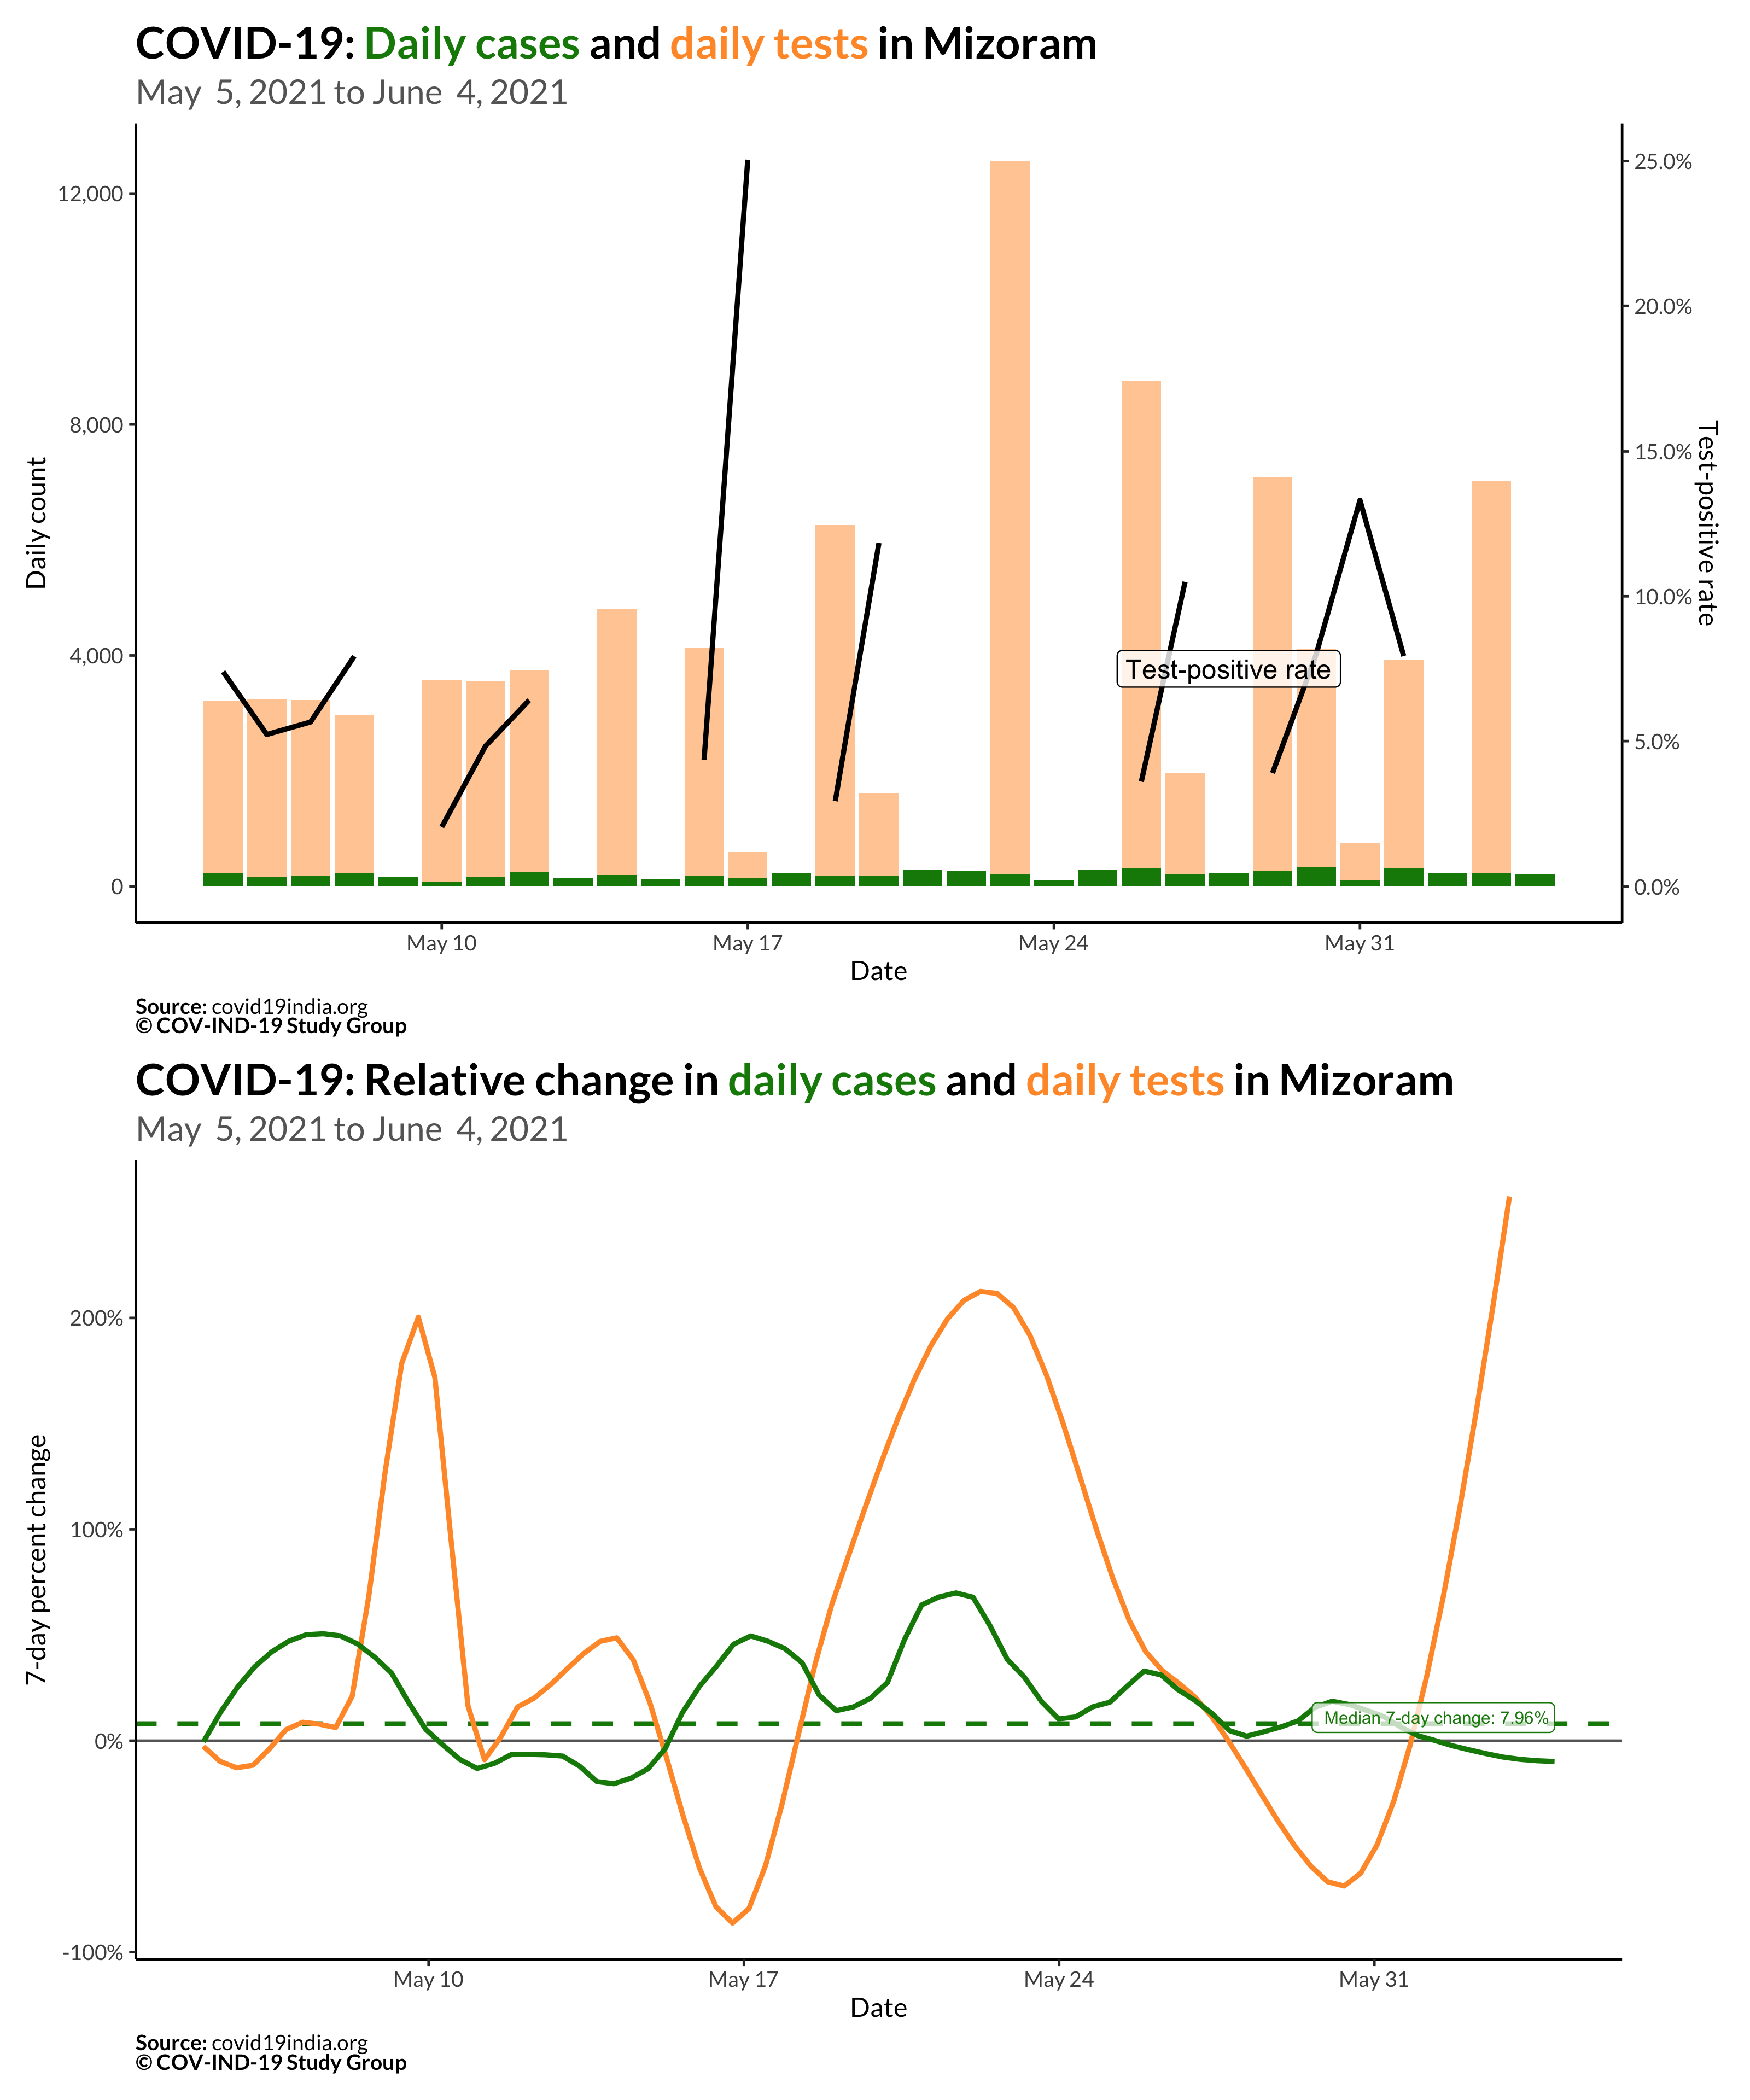 COVID-19: Daily cases and daily tests in Mizoram
May 5, 2021 to June 4, 2021
12,000
8,000
4,000
0
Daily count
25.0%
20.0%
15.0%
10.0%
5.0%
0.0%
Test-positive rate
Test-positive rate
May 10
May 17
May 24
May 31
Date
Source: covid19india.org
© COV-IND-19 Study Group
COVID-19: Relative change in daily cases and daily tests in Mizoram
May 5, 2021 to June 4, 2021
200%
100%
0%
-100%
7-day percent change
Median 7-day change: 7.96%
May 10
May 17
May 24
May 31
Date
Source: covid19india.org
© COV-IND-19 Study Group